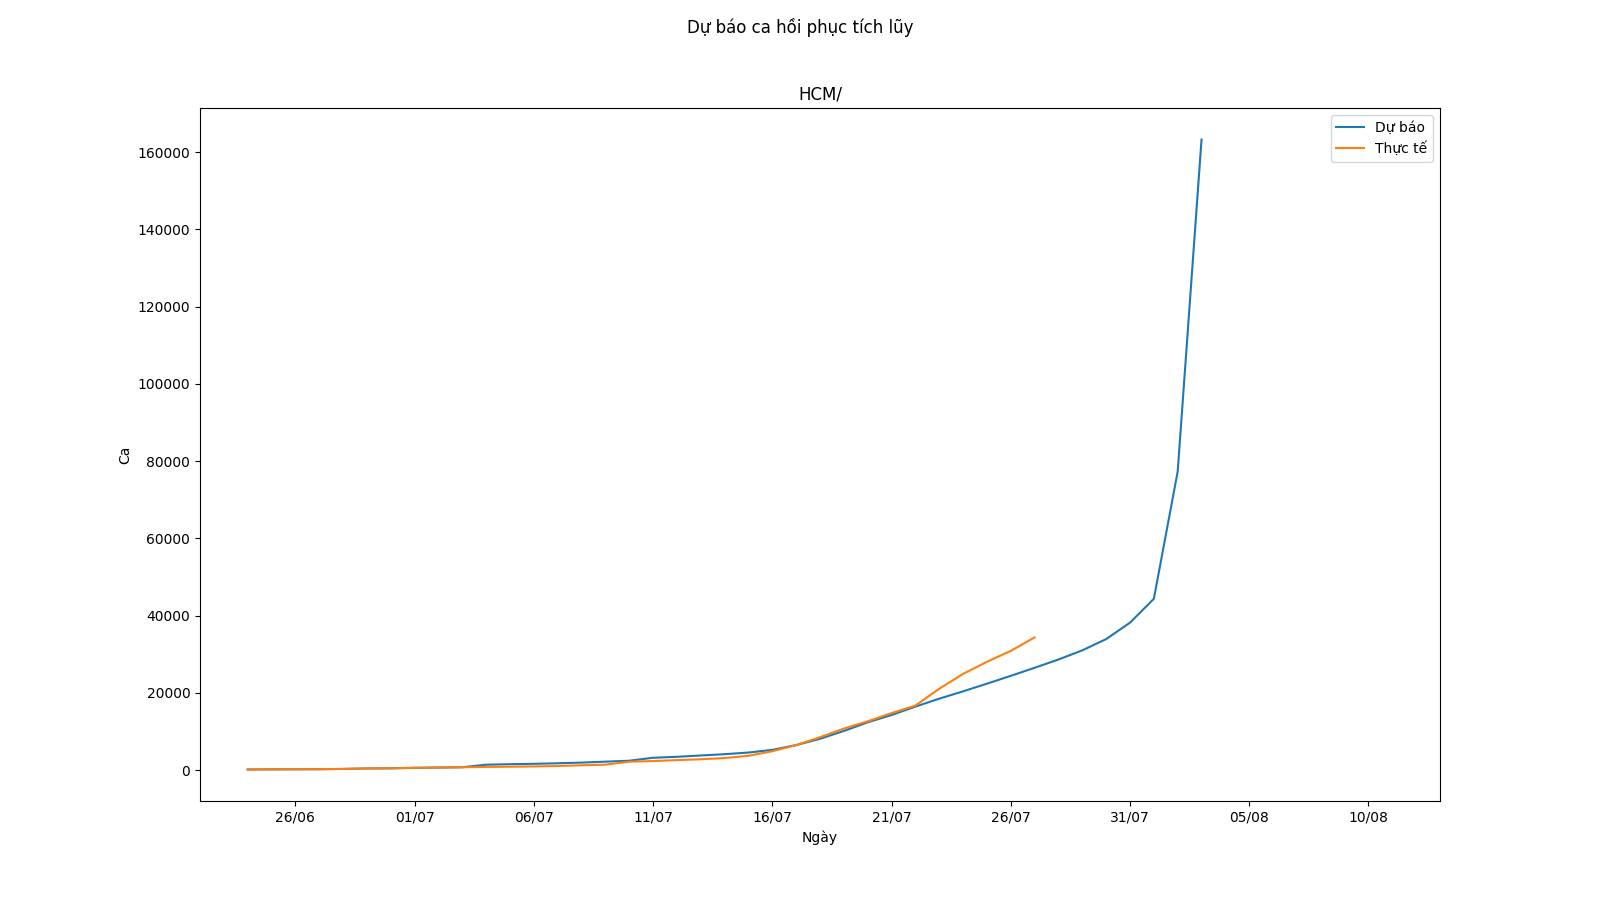 Dự báo ca hồi phục tích lũy
HCM/
Dự báo
Thực tế
160000
140000
120000
100000
80000
60000
40000
20000
0
Ca
26/06 01/07 06/07 11/07 16/07 21/07 26/07 31/07 05/08 10/08
Ngày